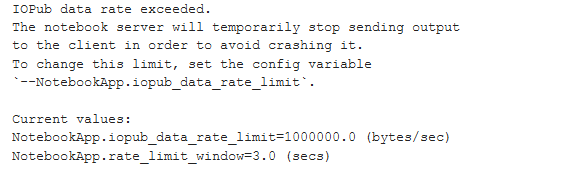 IOPub data rate exceeded.
The notebook server will temporarily stop sending output
to the client in order to avoid crashing it.
To change this limit, set the config variable
`--NotebookApp.iopub_data_rate_limit`.

Current values:
NotebookApp.iopub_data_rate_limit=1000000.0 (bytes/sec)
NotebookApp.rate_limit_window=3.0 (secs)